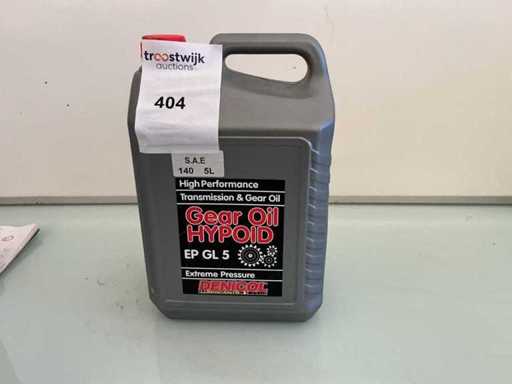 troostwijk
auctions
404
S.A.E
140 5L
High Performance
Transmission & Gear Oil
Gear Oil
HYPOID
EP GL 5
Extreme Pressure
DENICOL